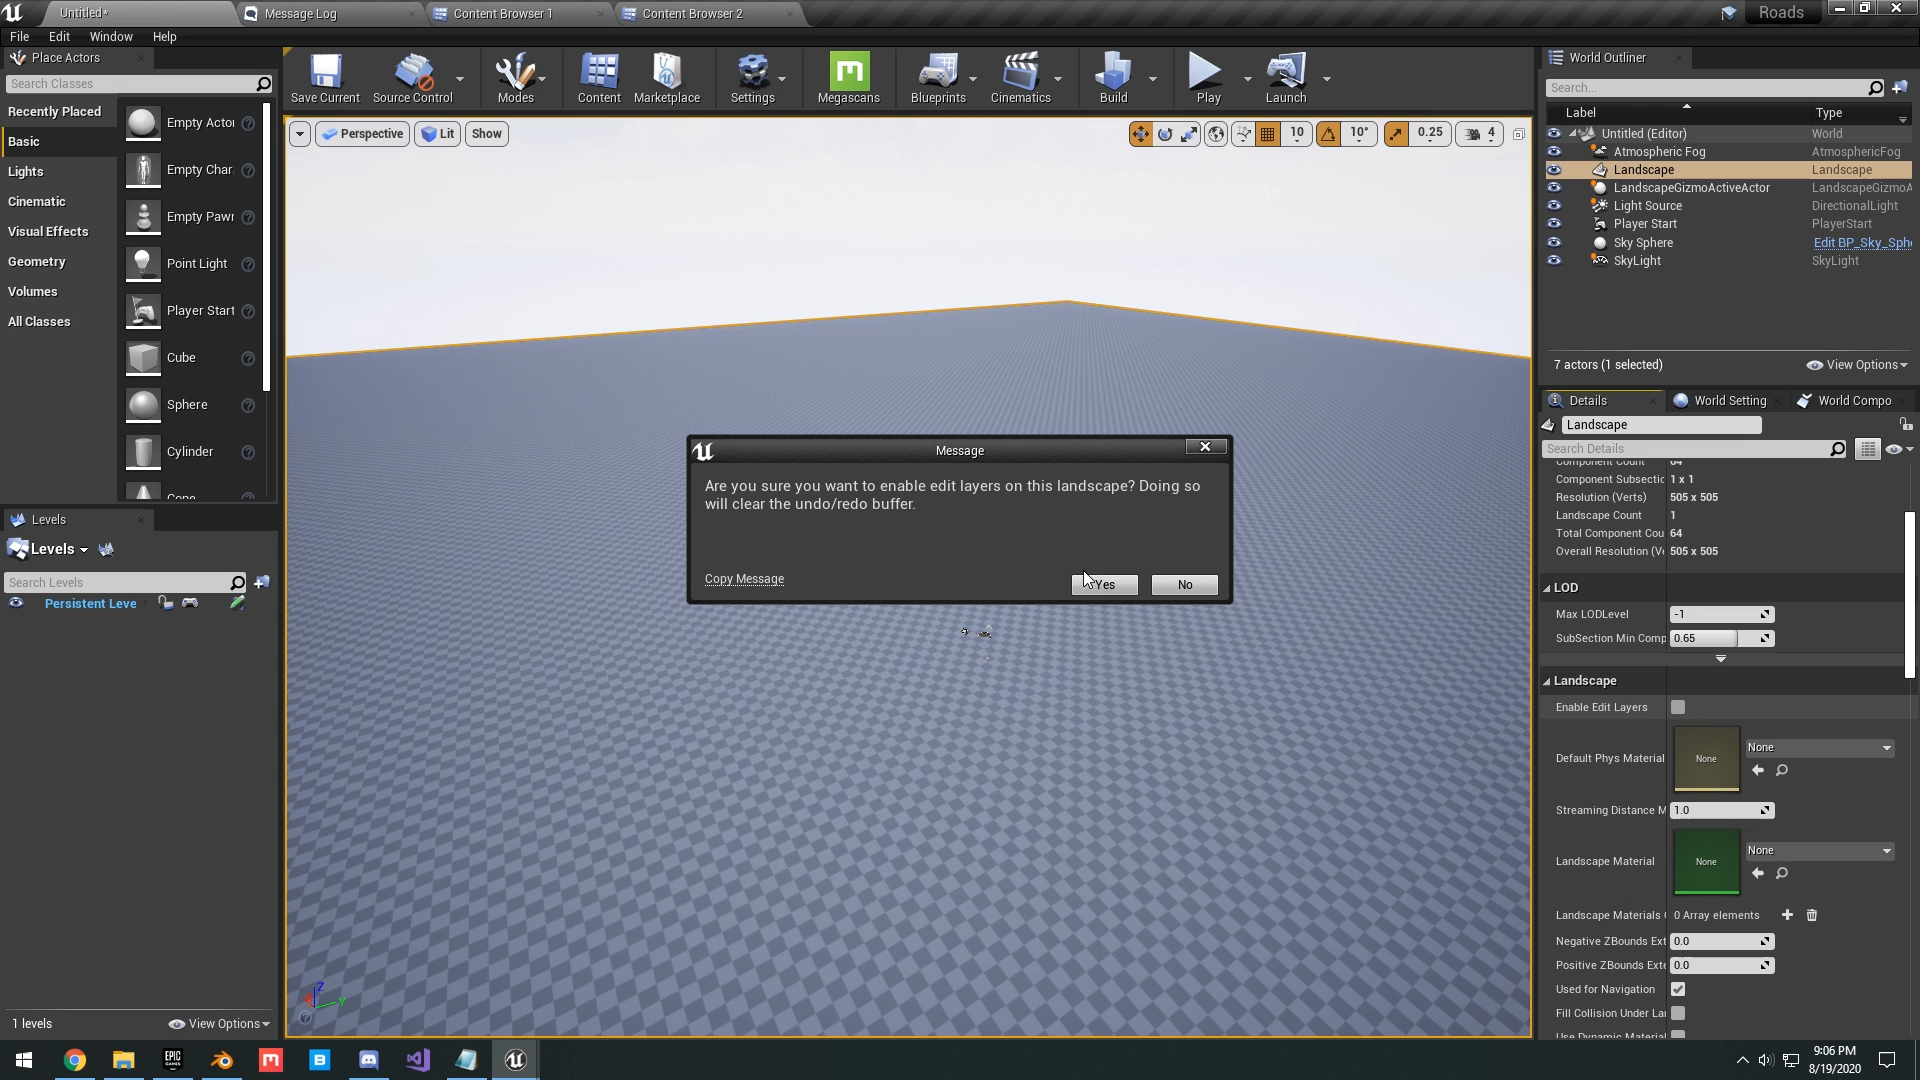 Untitled*
Message Log
Content Browser 1
Content Browser 2
Roads
File Edit Window Help
Place Actors
Search Classes
Recently Placed
Basic
Lights
Cinematic
Visual Effects
Geometry
Volumes
All Classes
Empty Actor
Empty Char
Empty Pawn
Point Light
Player Start
Cube
Sphere
Cylinder
Cone
Levels
Levels
Search Levels
Persistent Leve
1 levels
View Options
Save Current
Source Control
Modes
Content
Marketplace
Settings
Megascans
Blueprints
Cinematics
Build
Play
Launch
Perspective
Lit
Show
10
10°
0.25
4
Message
Are you sure you want to enable edit layers on this landscape? Doing so
will clear the undo/redo buffer.
Copy Message
Yes
No
Z
Y
World Outliner
Search...
Label Type
Untitled (Editor) World
Atmospheric Fog AtmosphericFog
Landscape Landscape
LandscapeGizmoActiveActor LandscapeGizmoA
Light Source DirectionalLight
Player Start PlayerStart
Sky Sphere Edit BP_Sky_Sph
SkyLight SkyLight
7 actors (1 selected)
View Options
Details
World Setting
World Compo
Landscape
Search Details
Component Count 64
Component Subsectio 1 x 1
Resolution (Verts) 505 x 505
Landscape Count 1
Total Component Cou 64
Overall Resolution (Ve 505 x 505
LOD
Max LODLevel -1
SubSection Min Comp 0.65
Landscape
Enable Edit Layers
Default Phys Material None None
Streaming Distance M 1.0
Landscape Material None None
Landscape Materials 0 Array elements
Negative ZBounds Ext 0.0
Positive ZBounds Exte 0.0
Used for Navigation
Fill Collision Under La
Use Dynamic Material
EPIC GAMES
M
B
9:06 PM
8/19/2020